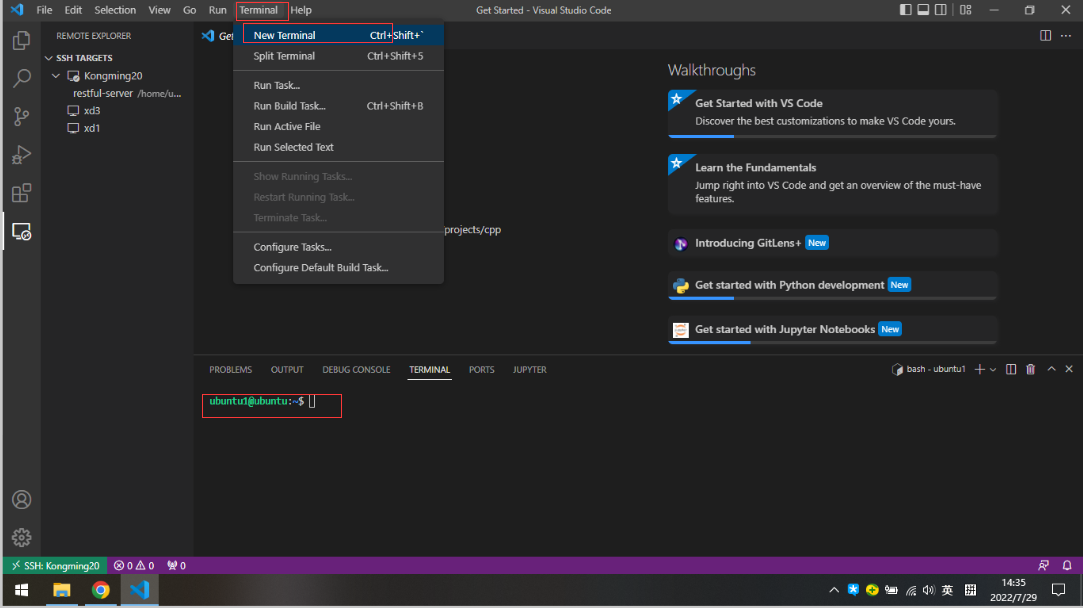 File Edit Selection View Go Run Terminal Help Get Started - Visual Studio Code
REMOTE EXPLORER
SSH TARGETS
Kongming20
restful-server /home/u...
xd3
xd1
Get
New Terminal Ctrl+Shift+`
Split Terminal Ctrl+Shift+5
Run Task...
Run Build Task... Ctrl+Shift+B
Run Active File
Run Selected Text
Show Running Tasks...
Restart Running Task...
Terminate Task...
Configure Tasks...
Configure Default Build Task...
projects/cpp
Walkthroughs
Get Started with VS Code
Discover the best customizations to make VS Code yours.
Learn the Fundamentals
Jump right into VS Code and get an overview of the must-have
features.
Introducing GitLens+ New
Get started with Python development New
Get started with Jupyter Notebooks New
PROBLEMS OUTPUT DEBUG CONSOLE TERMINAL PORTS JUPYTER bash - ubuntu1
ubuntu1@ubuntu:~$
SSH: Kongming20 0 0 0
英 拼
14:35
2022/7/29